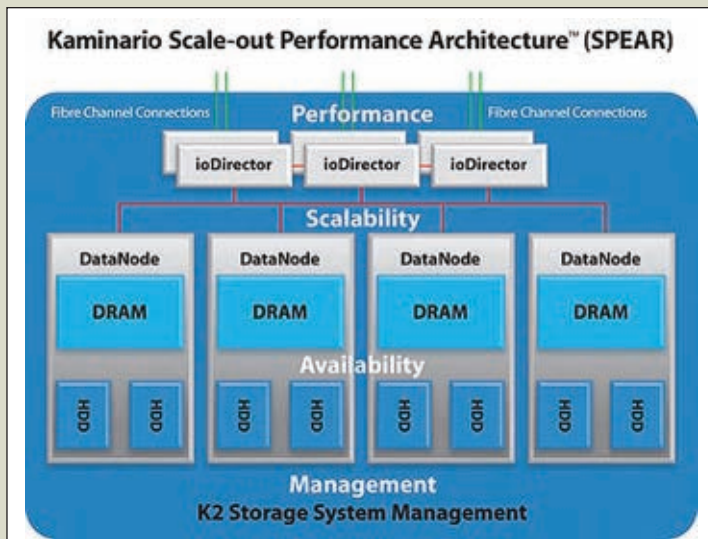 Kaminario Scale-out Performance Architecture™ (SPEAR)
Fibre Channel Connections
Performance
Fibre Channel Connections
ioDirector
ioDirector
ioDirector
Scalability
DataNode
DataNode
DataNode
DataNode
DRAM
DRAM
DRAM
DRAM
Availability
HDD
HDD
HDD
HDD
HDD
HDD
HDD
HDD
Management
K2 Storage System Management